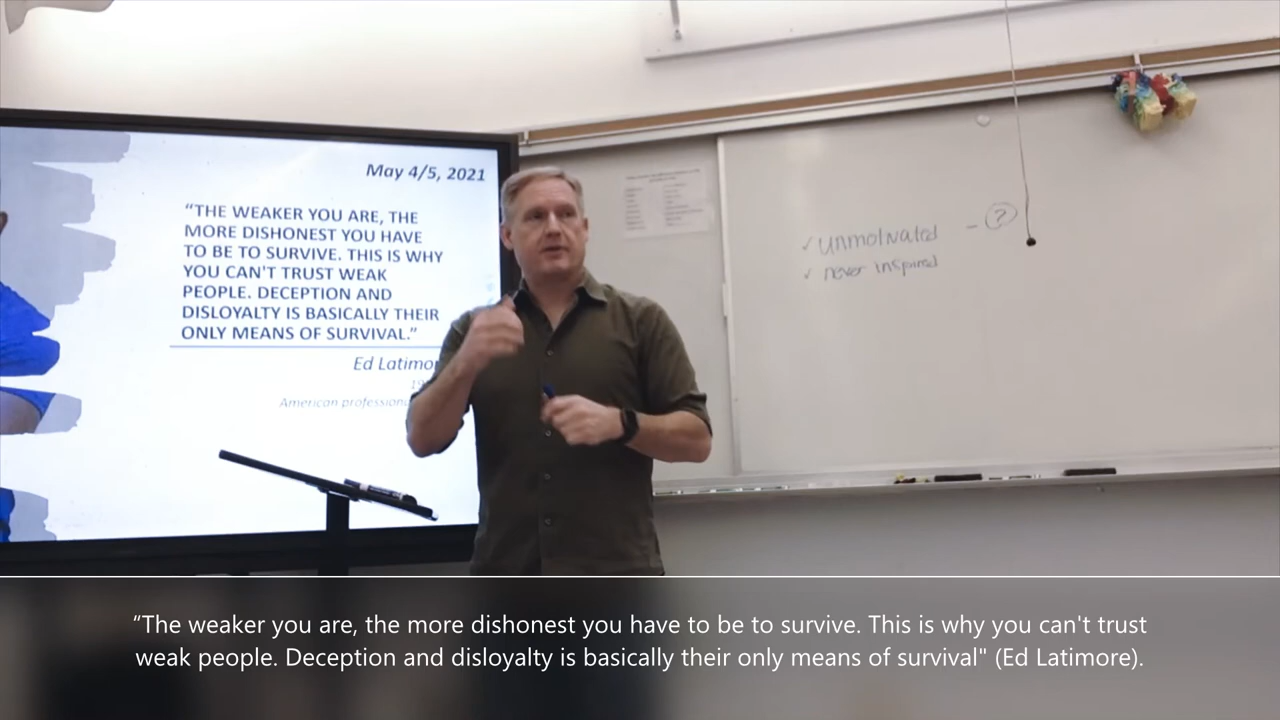 May 4/5, 2021
“THE WEAKER YOU ARE, THE
MORE DISHONEST YOU HAVE
TO BE TO SURVIVE. THIS IS WHY
YOU CAN'T TRUST WEAK
PEOPLE. DECEPTION AND
DISLOYALTY IS BASICALLY THEIR
ONLY MEANS OF SURVIVAL.”
Ed
American
✓ unmotivated – ?
✓ never inspired
“The weaker you are, the more dishonest you have to be to survive. This is why you can't trust
weak people. Deception and disloyalty is basically their only means of survival" (Ed Latimore).